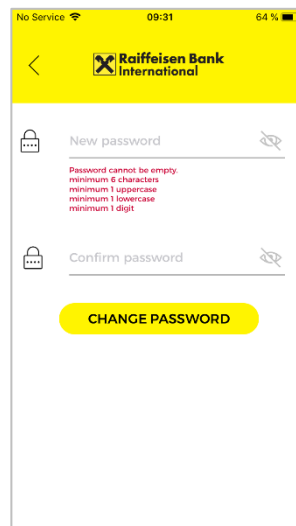 No Service 09:31 64 %
Raiffeisen Bank
International
New password
Password cannot be empty.
minimum 6 characters
minimum 1 uppercase
minimum 1 lowercase
minimum 1 digit
Confirm password
CHANGE PASSWORD